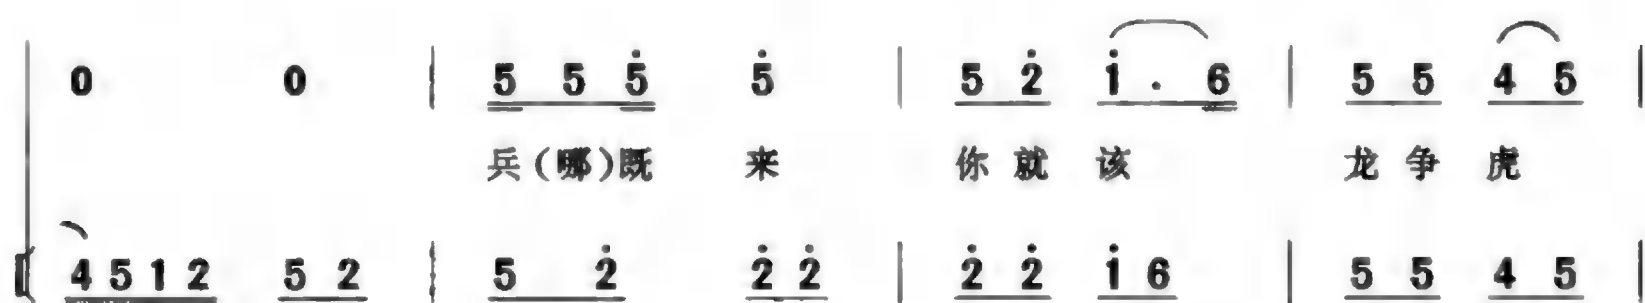 0 0 | 5 5 5̇ 5̇ | 5 2̇ 1̇ . 6 | 5 5 4 5 |
兵(哪)既 来 你 就 该 龙 争 虎
4 5 1 2 5 2 | 5 2̇ 2̇ 2̇ | 2̇ 2̇ 1̇ 6 | 5 5 4 5 |